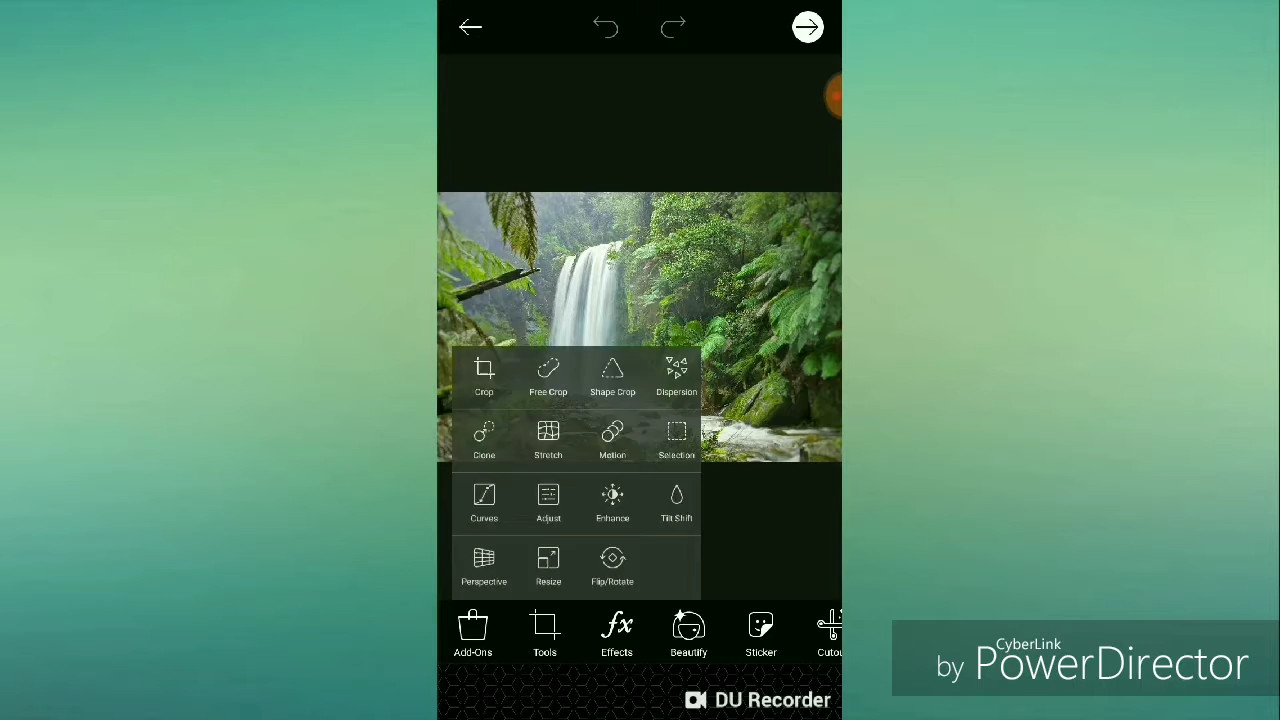 Crop Free Crop Shape Crop Dispersion
Clone Stretch Motion Selection
Curves Adjust Enhance Tilt Shift
Perspective Resize Flip/Rotate
fx
Add-Ons Tools Effects Beautify Sticker Cutou
DU Recorder
CyberLink
by PowerDirector